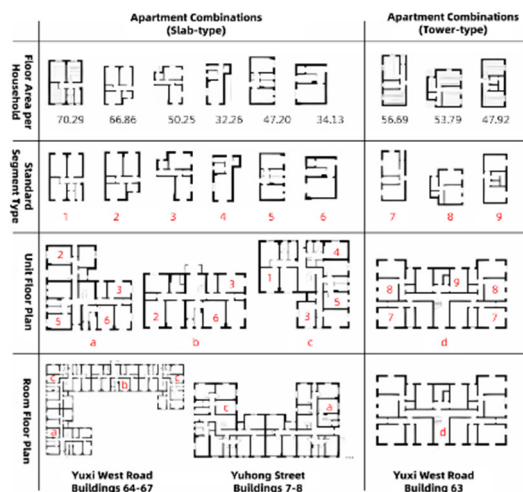 Apartment Combinations
(Slab-type)
Apartment Combinations
(Tower-type)
Floor Area per
Household
70.29 66.86 50.25 32.26 47.20 34.13 56.69 53.79 47.92
Standard
Segment Type
1 2 3 4 5 6 7 8 9
Unit Floor Plan
2 3 5 6
a
3 2 6
b
4 1 5 3
c
9 8 8 7 7
d
Room Floor Plan
c b c a
c a
d
Yuxi West Road
Buildings 64-67
Yuhong Street
Buildings 7-8
Yuxi West Road
Building 63